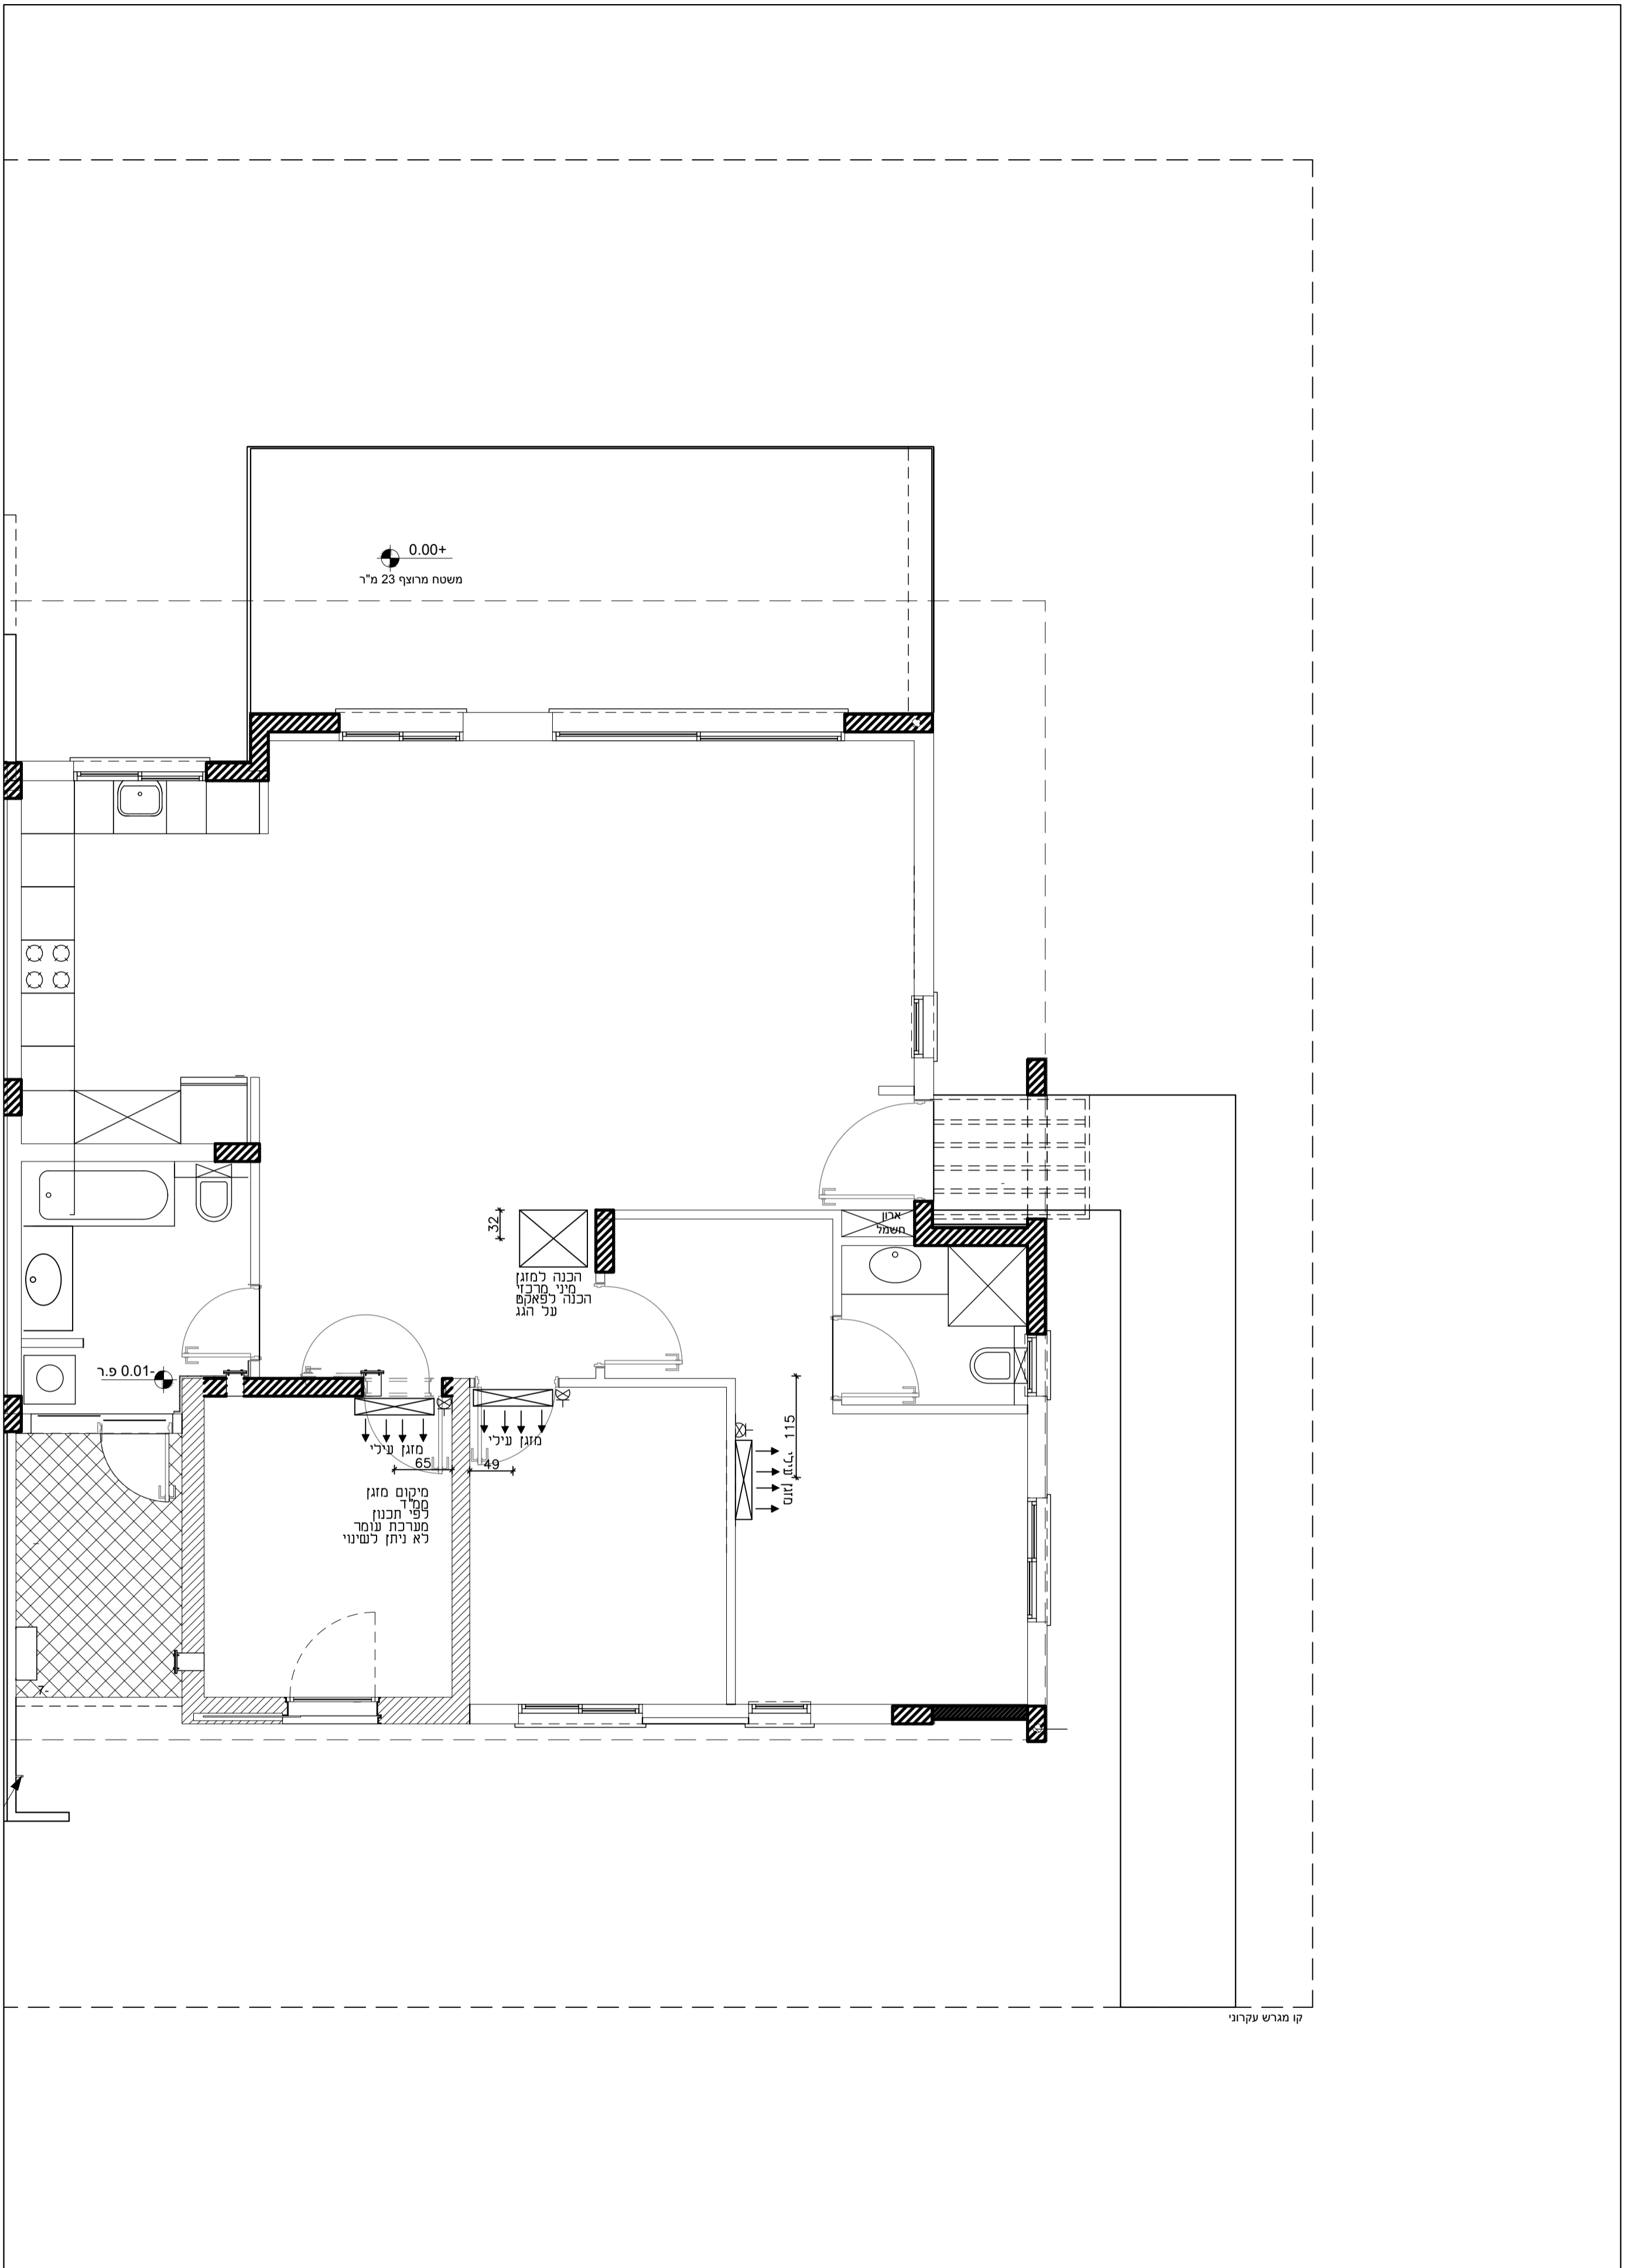 0.00+
משטח מרוצף 23 מ"ר
ארון
חשמל
32
הכנה למזגן
מיני מרכזי
הכנה לפאקט
על הגג
-0.01 פ.ר
מזגן עילי
65
מזגן עילי
49
115
מזגן עילי
מיקום מזגן
ממ"ד
לפי תכנון
מערכת עומר
לא ניתן לשינוי
7-
קו מגרש עקרוני